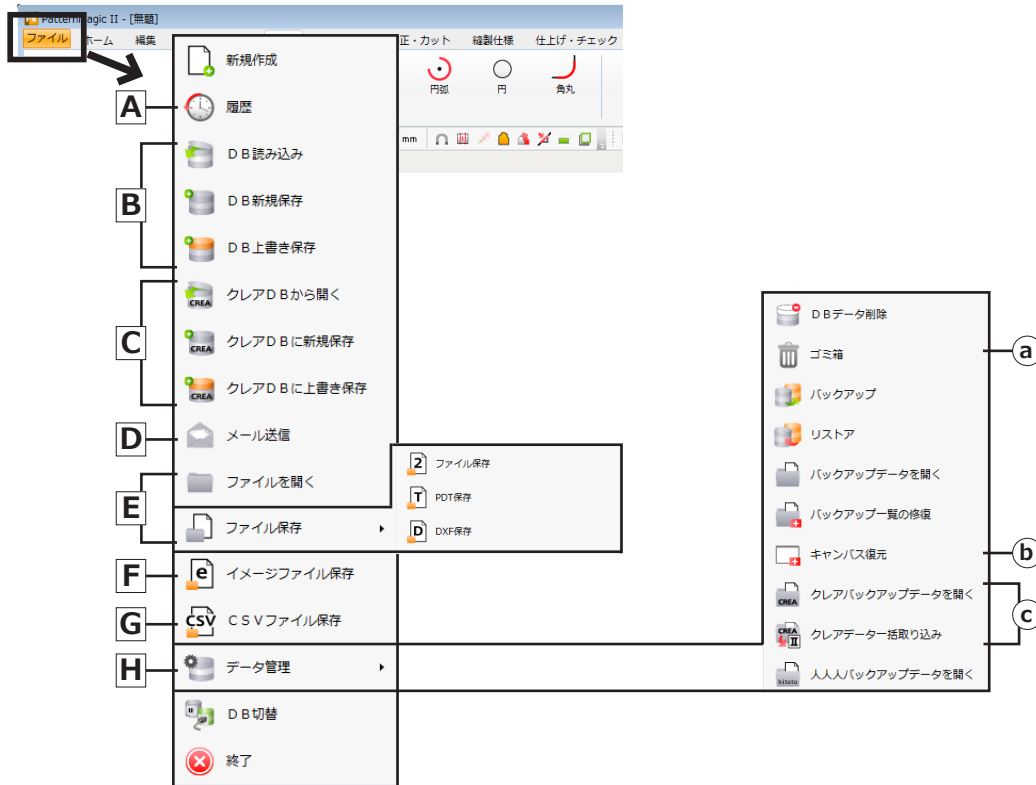 PatternMagic II - [無題]
ファイル ホーム 編集 正・カット 縫製仕様 仕上げ・チェック
円弧 円 角丸
mm
新規作成
A 履歴
B
DB読み込み
DB新規保存
DB上書き保存
C
CREA クレアDBから開く
CREA クレアDBに新規保存
CREA クレアDBに上書き保存
D メール送信
E
ファイルを開く
ファイル保存
2 ファイル保存
T PDT保存
D DXF保存
F e イメージファイル保存
G CSV CSVファイル保存
H データ管理
II DB切替
終了
DBデータ削除
ゴミ箱 a
バックアップ
リストア
バックアップデータを開く
バックアップ一覧の修復
キャンバス復元 b
CREA クレアバックアップデータを開く
c
CREA II クレアデータ一括取り込み
hitoto 人人人バックアップデータを開く